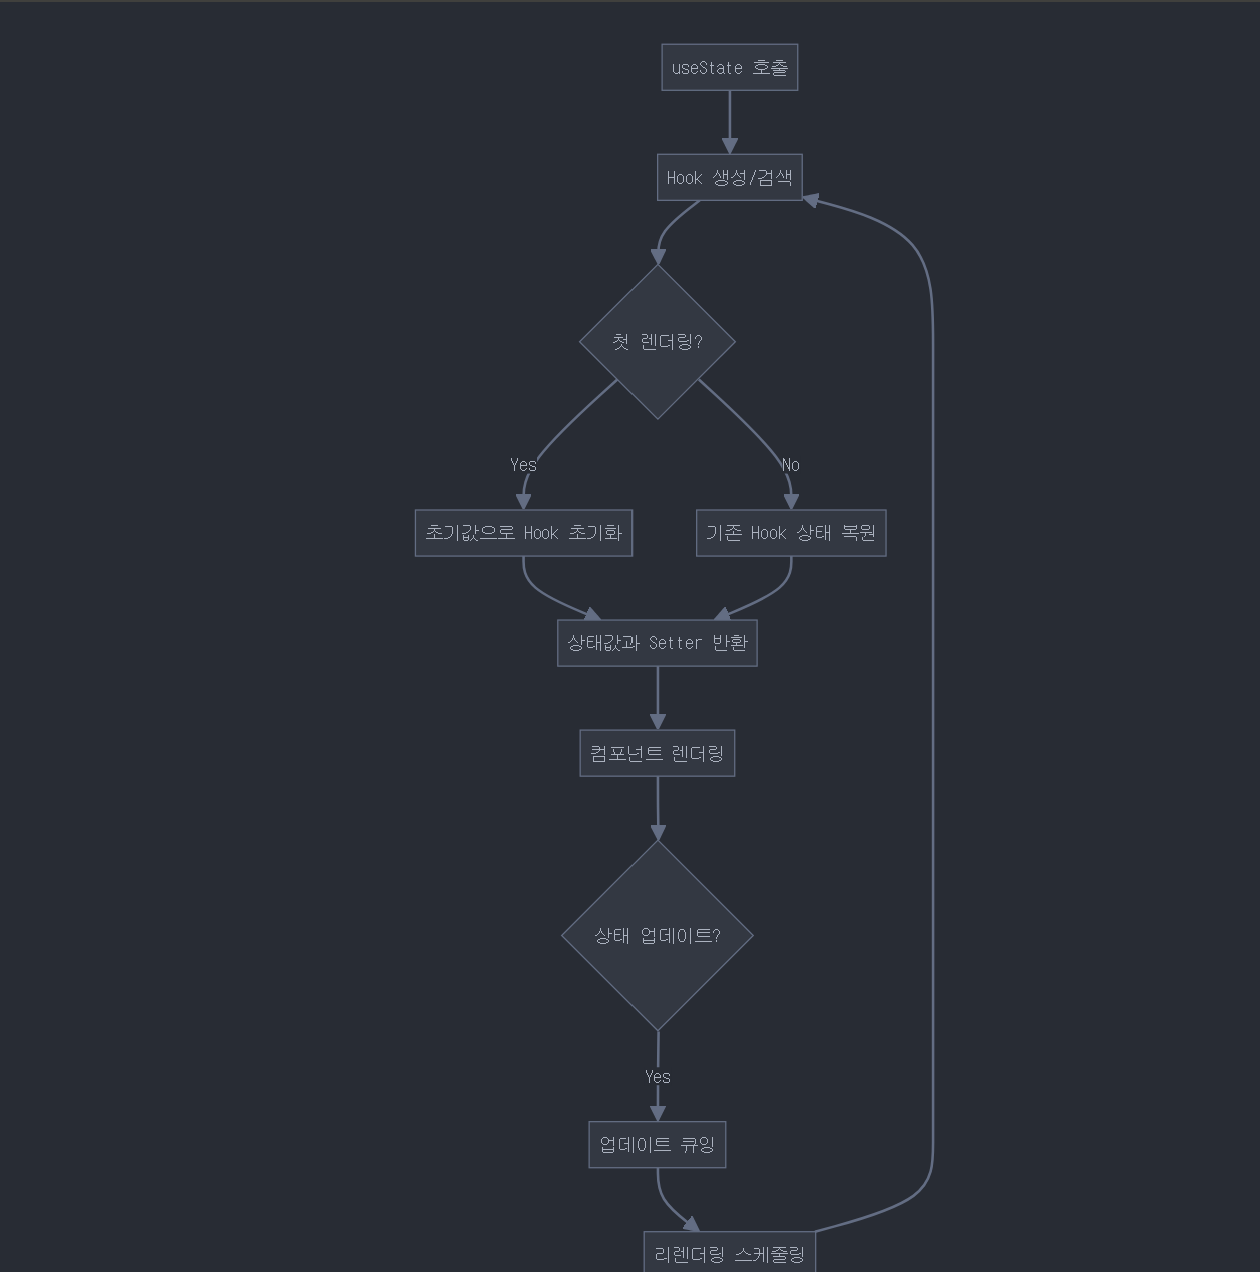 useState 호출
Hook 생성/검색
첫 렌더링?
Yes
No
초기값으로 Hook 초기화
기존 Hook 상태 복원
상태값과 Setter 반환
컴포넌트 렌더링
상태 업데이트?
Yes
업데이트 큐잉
리렌더링 스케줄링